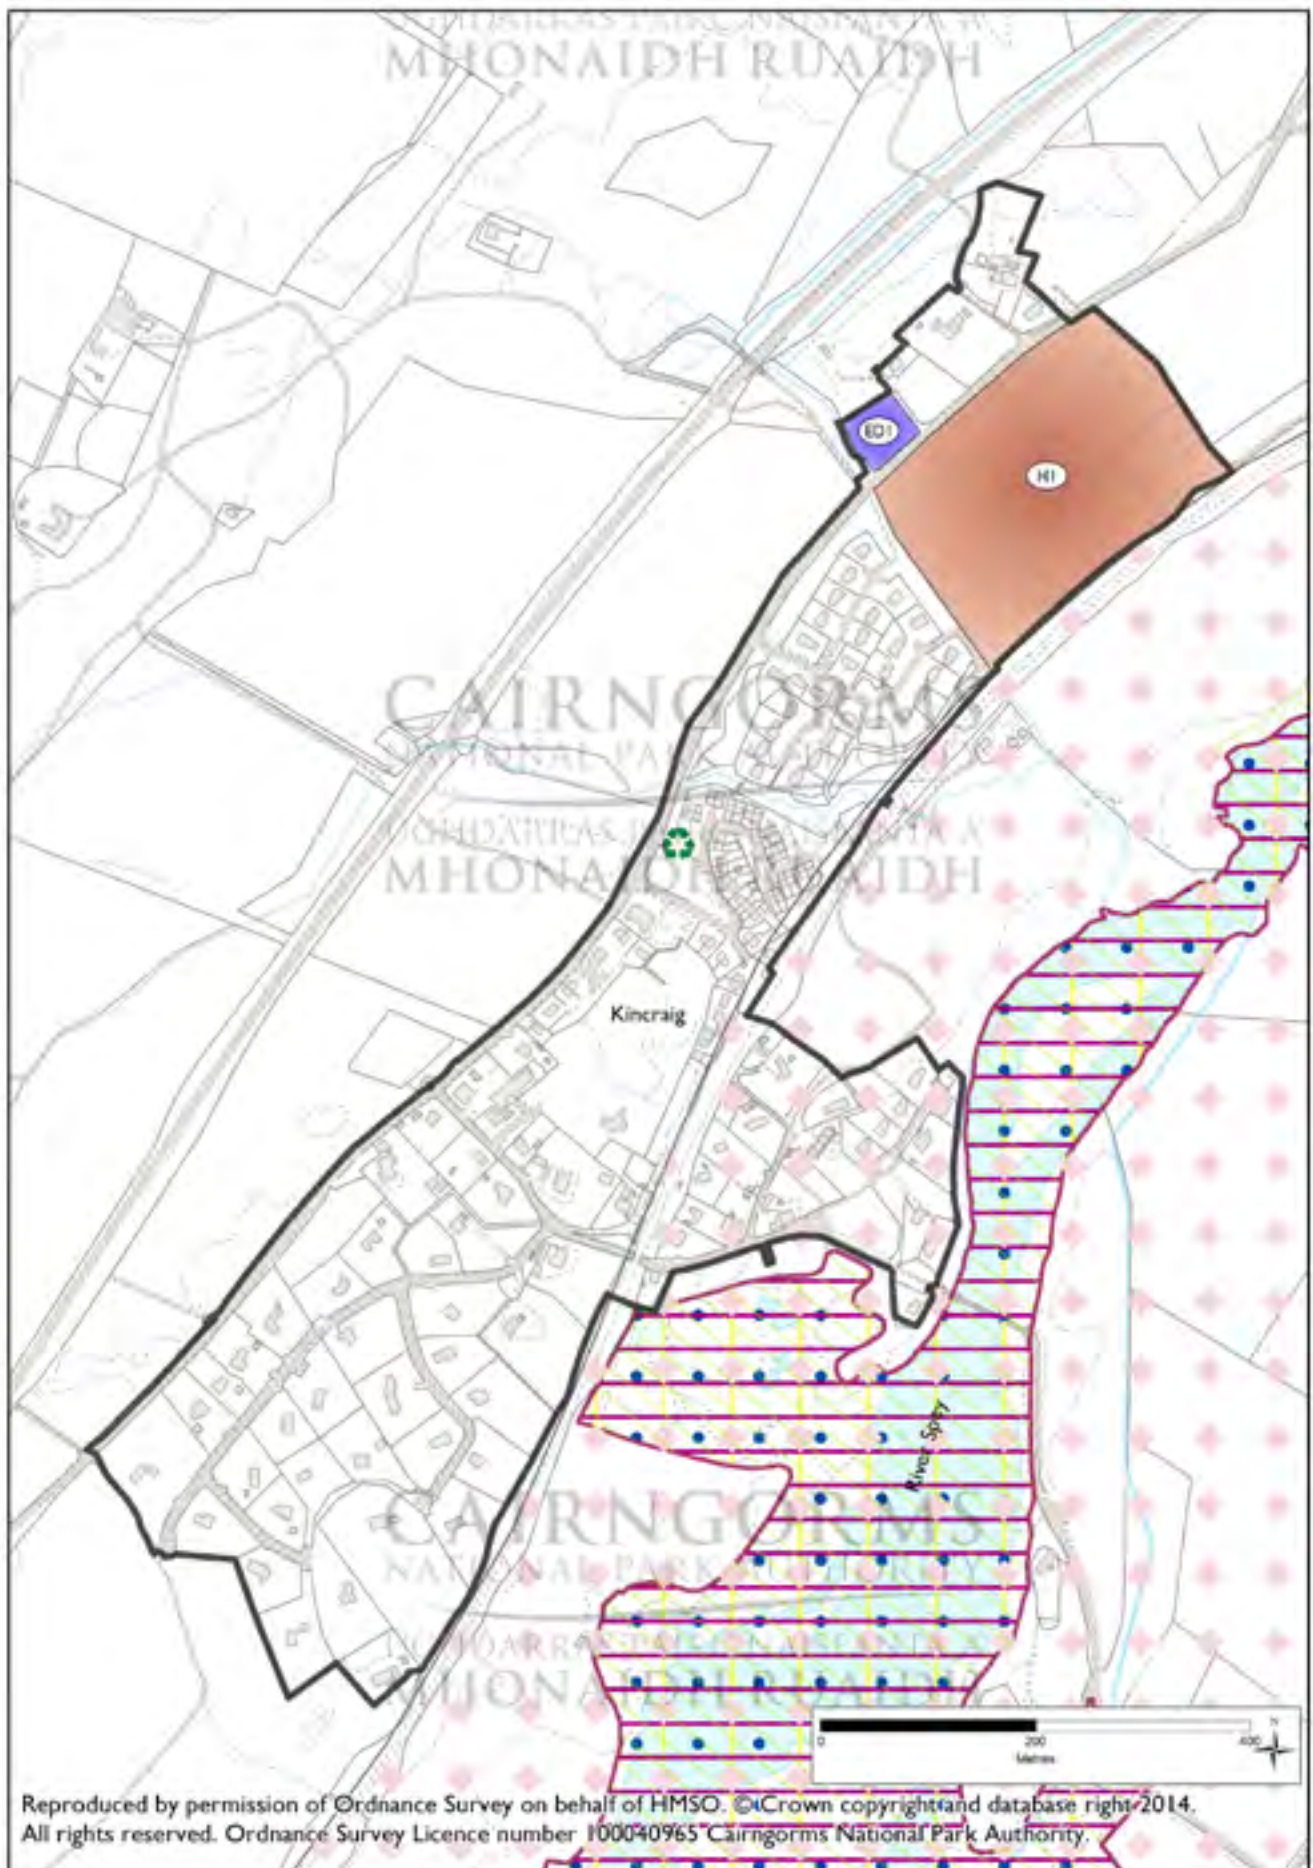 MHONAIDH RUAIDH
ED1
H1
CAIRNGORMS
MHONAIDH RUAIDH
Kincraig
River Spey
CAIRNGORMS
NATIONAL PARK AUTHORITY
MHONAIDH RUAIDH
0 200 400
Metres
N
Reproduced by permission of Ordnance Survey on behalf of HMSO. © Crown copyright and database right 2014.
All rights reserved. Ordnance Survey Licence number 100040965 Cairngorms National Park Authority.